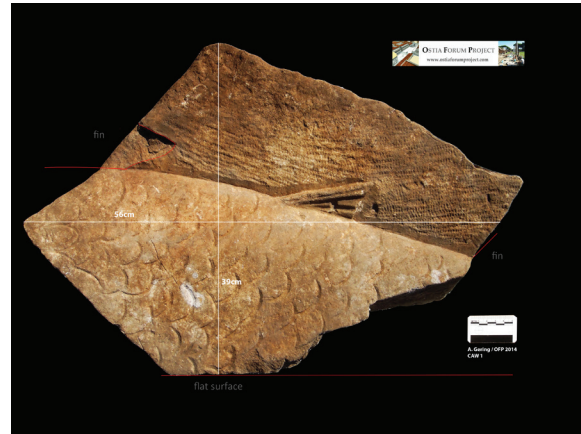 OSTIA FORUM PROJECT
www.ostiaforumproject.com
fin
56cm
39cm
fin
A. Gering / OFP 2014
CAW 1
flat surface